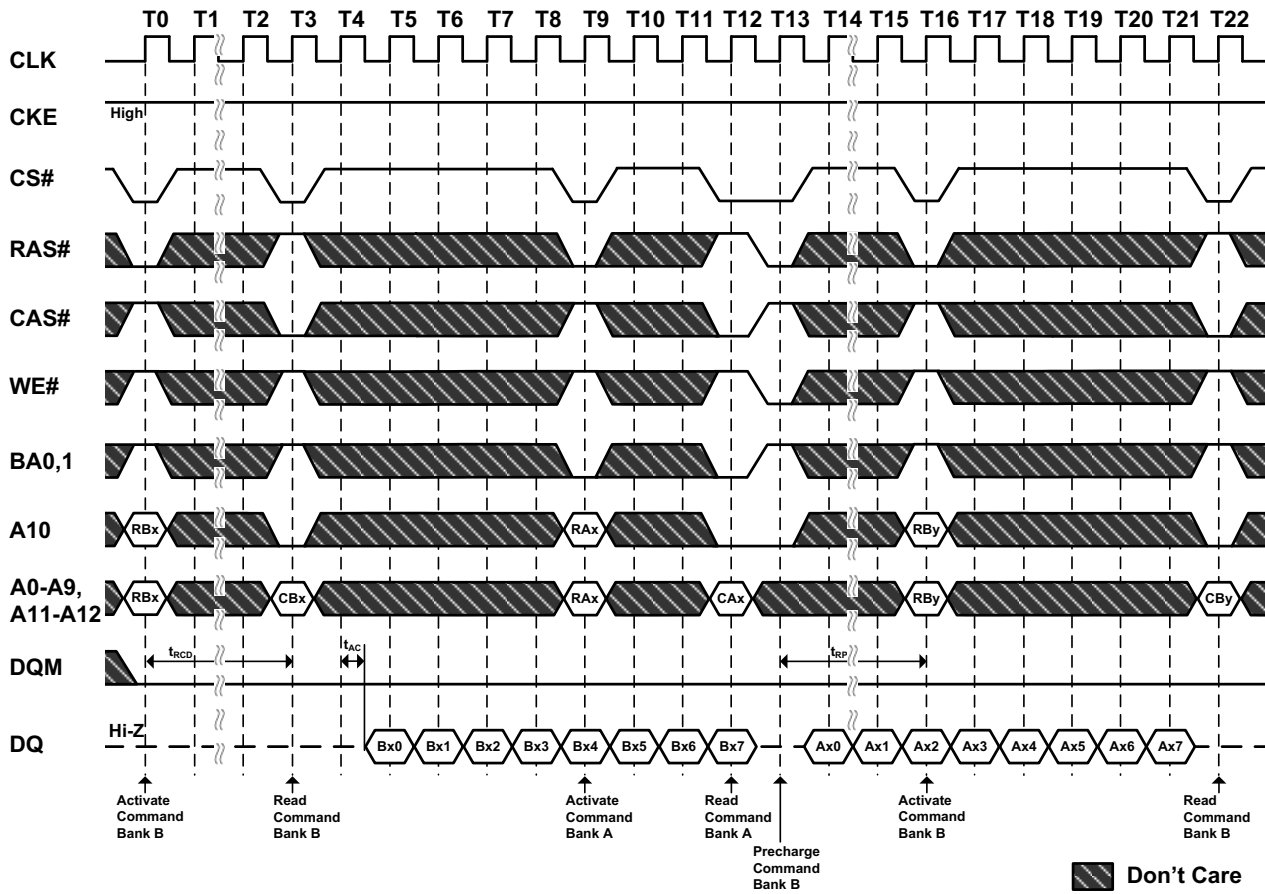 T0 T1 T2 T3 T4 T5 T6 T7 T8 T9 T10 T11 T12 T13 T14 T15 T16 T17 T18 T19 T20 T21 T22
CLK
CKE
High
CS#
RAS#
CAS#
WE#
BA0,1
A10
RBx RAx RBy
A0-A9,
A11-A12
RBx CBx RAx CAx RBy CBy
DQM
tRCD tAC tRP
DQ
Hi-Z
Bx0 Bx1 Bx2 Bx3 Bx4 Bx5 Bx6 Bx7 Ax0 Ax1 Ax2 Ax3 Ax4 Ax5 Ax6 Ax7
Activate
Command
Bank B
Read
Command
Bank B
Activate
Command
Bank A
Read
Command
Bank A
Precharge
Command
Bank B
Activate
Command
Bank B
Read
Command
Bank B
Don't Care